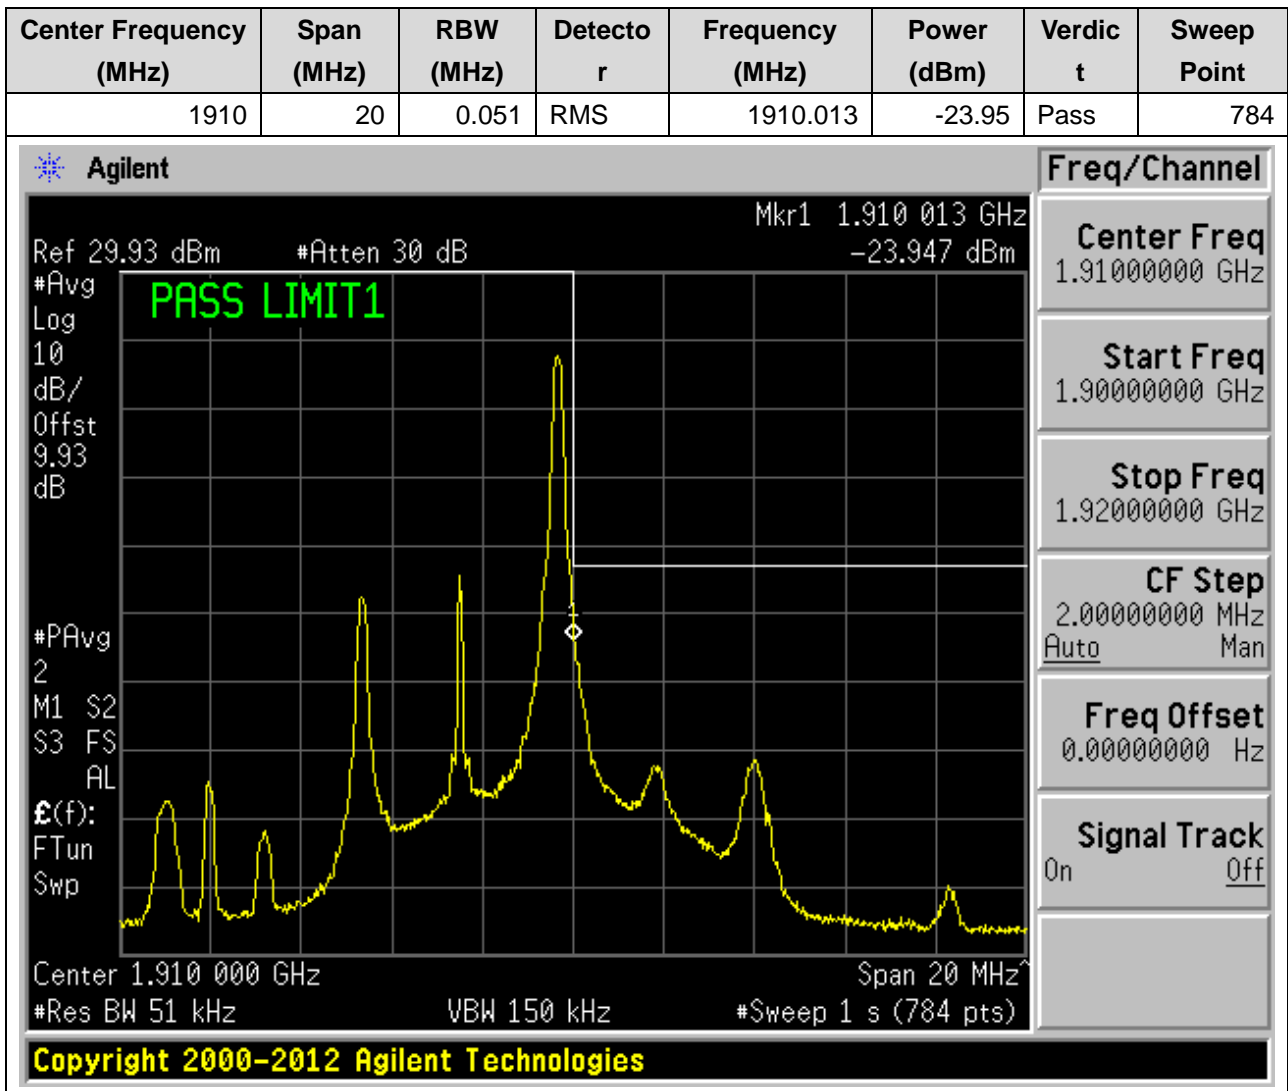 Center Frequency (MHz) Span (MHz) RBW (MHz) Detecto r Frequency (MHz) Power (dBm) Verdic t Sweep Point
1910 20 0.051 RMS 1910.013 -23.95 Pass 784
Agilent
Freq/Channel
Mkr1 1.910 013 GHz
Ref 29.93 dBm #Atten 30 dB -23.947 dBm
#Avg
Log
10
dB/
Offst
9.93
dB
PASS LIMIT1
1
#PAvg
2
M1 S2
S3 FS
AL
£(f):
FTun
Swp
Center 1.910 000 GHz Span 20 MHz^
#Res BW 51 kHz VBW 150 kHz #Sweep 1 s (784 pts)
Center Freq
1.91000000 GHz
Start Freq
1.90000000 GHz
Stop Freq
1.92000000 GHz
CF Step
2.00000000 MHz
Auto Man
Freq Offset
0.00000000 Hz
Signal Track
On Off
Copyright 2000-2012 Agilent Technologies